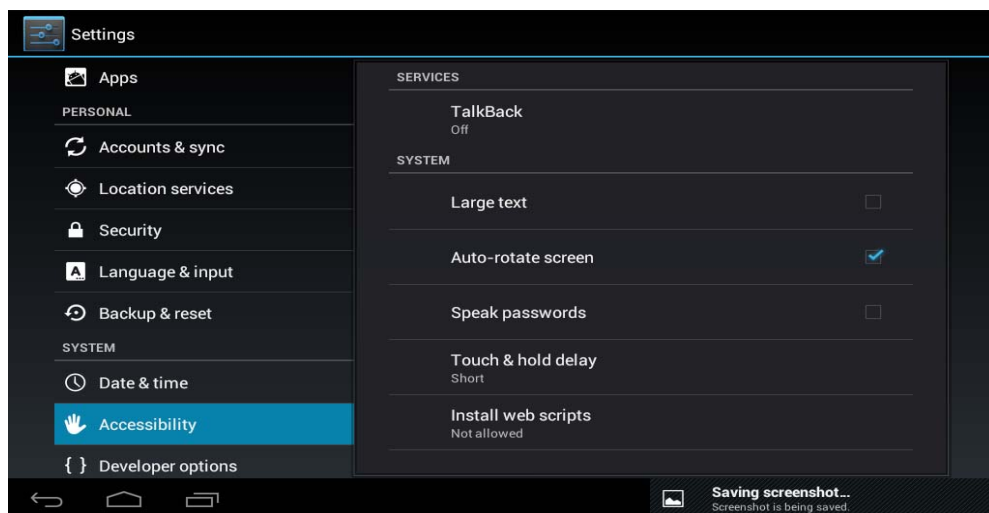 Settings
Apps
PERSONAL
Accounts & sync
Location services
Security
Language & input
Backup & reset
SYSTEM
Date & time
Accessibility
{ } Developer options
SERVICES
TalkBack
Off
SYSTEM
Large text
Auto-rotate screen
Speak passwords
Touch & hold delay
Short
Install web scripts
Not allowed
Saving screenshot...
Screenshot is being saved.